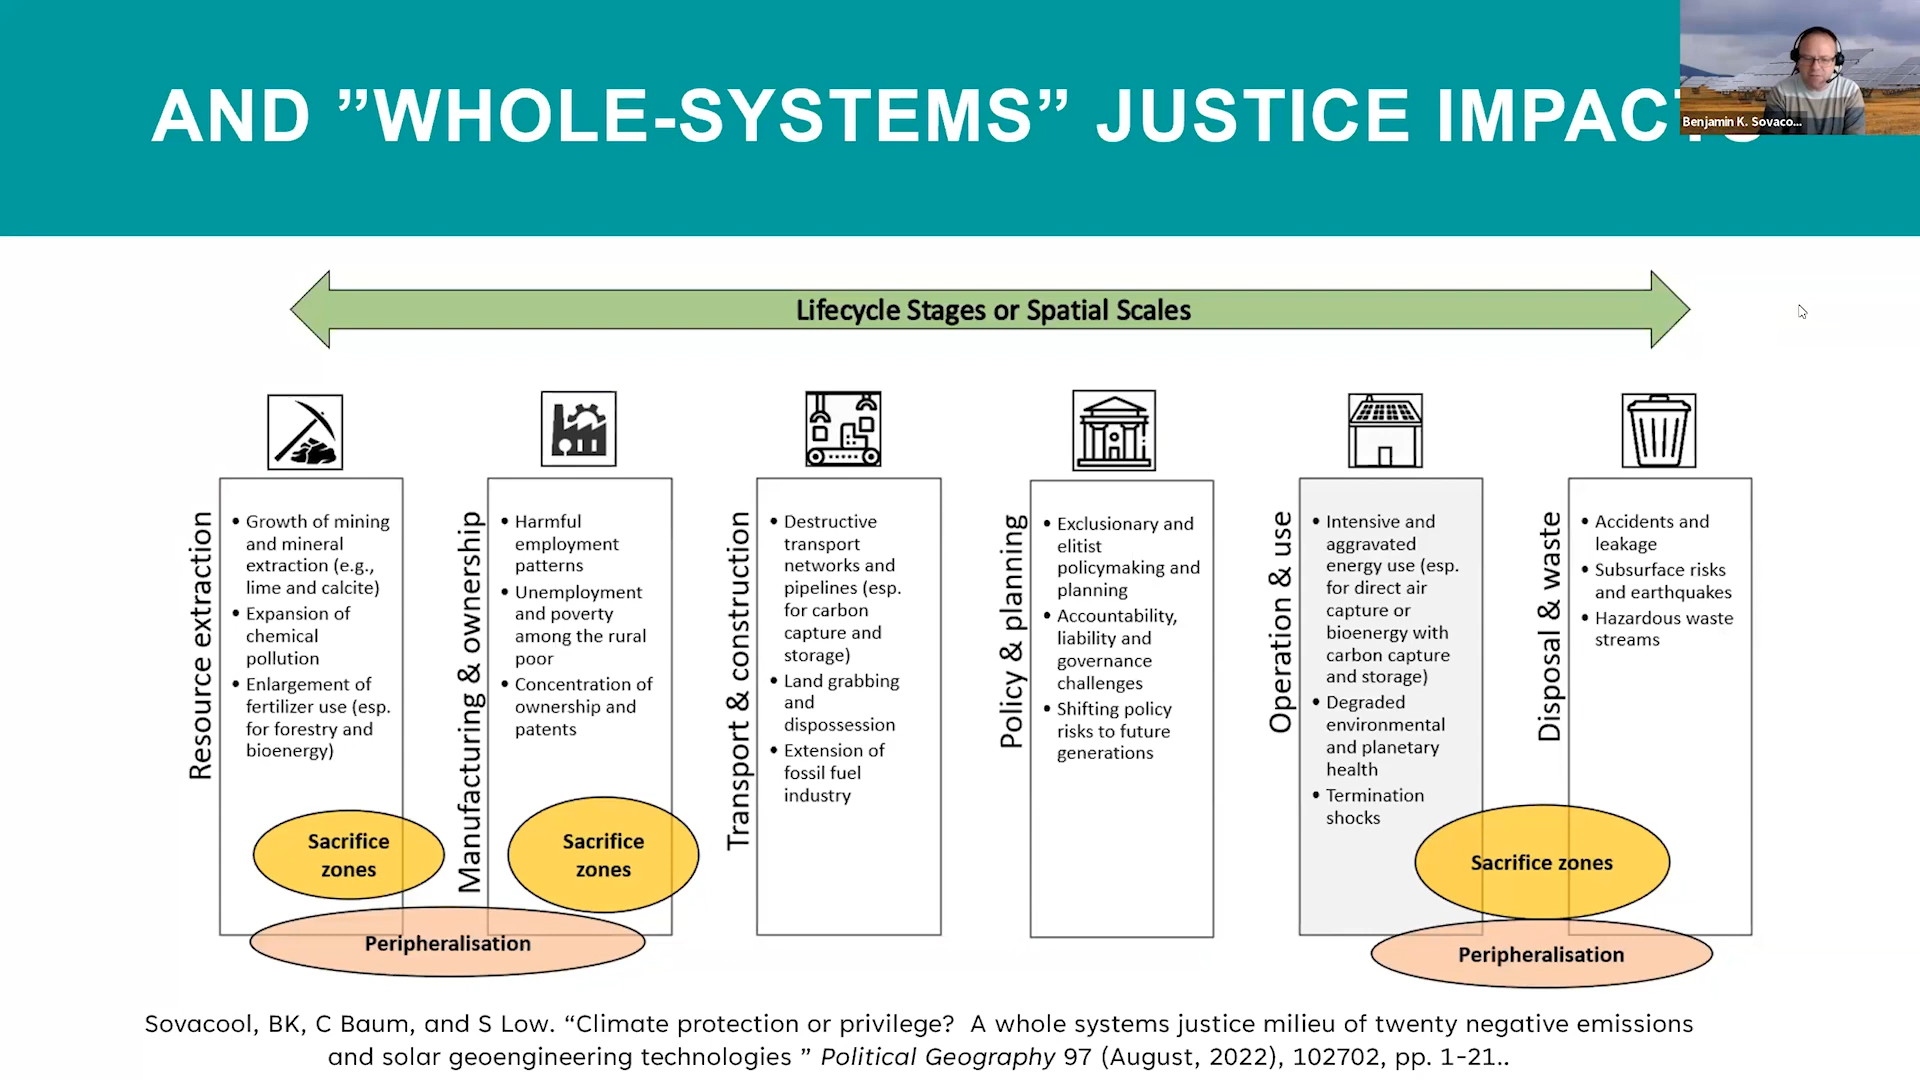 AND ”WHOLE-SYSTEMS” JUSTICE IMPACTS
Benjamin K. Sovaco...
Lifecycle Stages or Spatial Scales
Resource extraction
• Growth of mining
and mineral
extraction (e.g.,
lime and calcite)
• Expansion of
chemical
pollution
• Enlargement of
fertilizer use (esp.
for forestry and
bioenergy)
Manufacturing & ownership
• Harmful
employment
patterns
• Unemployment
and poverty
among the rural
poor
• Concentration of
ownership and
patents
Transport & construction
• Destructive
transport
networks and
pipelines (esp.
for carbon
capture and
storage)
• Land grabbing
and
dispossession
• Extension of
fossil fuel
industry
Policy & planning
• Exclusionary and
elitist
policymaking and
planning
• Accountability,
liability and
governance
challenges
• Shifting policy
risks to future
generations
Operation & use
• Intensive and
aggravated
energy use (esp.
for direct air
capture or
bioenergy with
carbon capture
and storage)
• Degraded
environmental
and planetary
health
• Termination
shocks
Disposal & waste
• Accidents and
leakage
• Subsurface risks
and earthquakes
• Hazardous waste
streams
Sacrifice
zones
Sacrifice
zones
Sacrifice zones
Peripheralisation
Peripheralisation
Sovacool, BK, C Baum, and S Low. “Climate protection or privilege?  A whole systems justice milieu of twenty negative emissions
and solar geoengineering technologies ” Political Geography 97 (August, 2022), 102702, pp. 1-21..